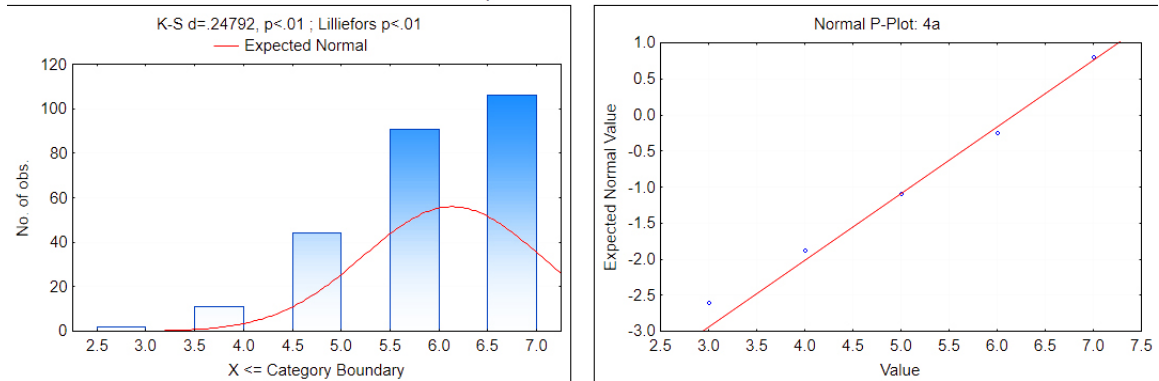 K-S d=.24792, p<.01 ; Lilliefors p<.01
Expected Normal
120
100
80
60
40
20
0
No. of obs.
2.5 3.0 3.5 4.0 4.5 5.0 5.5 6.0 6.5 7.0
X <= Category Boundary
Normal P-Plot: 4a
1.0
0.5
0.0
-0.5
-1.0
-1.5
-2.0
-2.5
-3.0
Expected Normal Value
2.5 3.0 3.5 4.0 4.5 5.0 5.5 6.0 6.5 7.0 7.5
Value